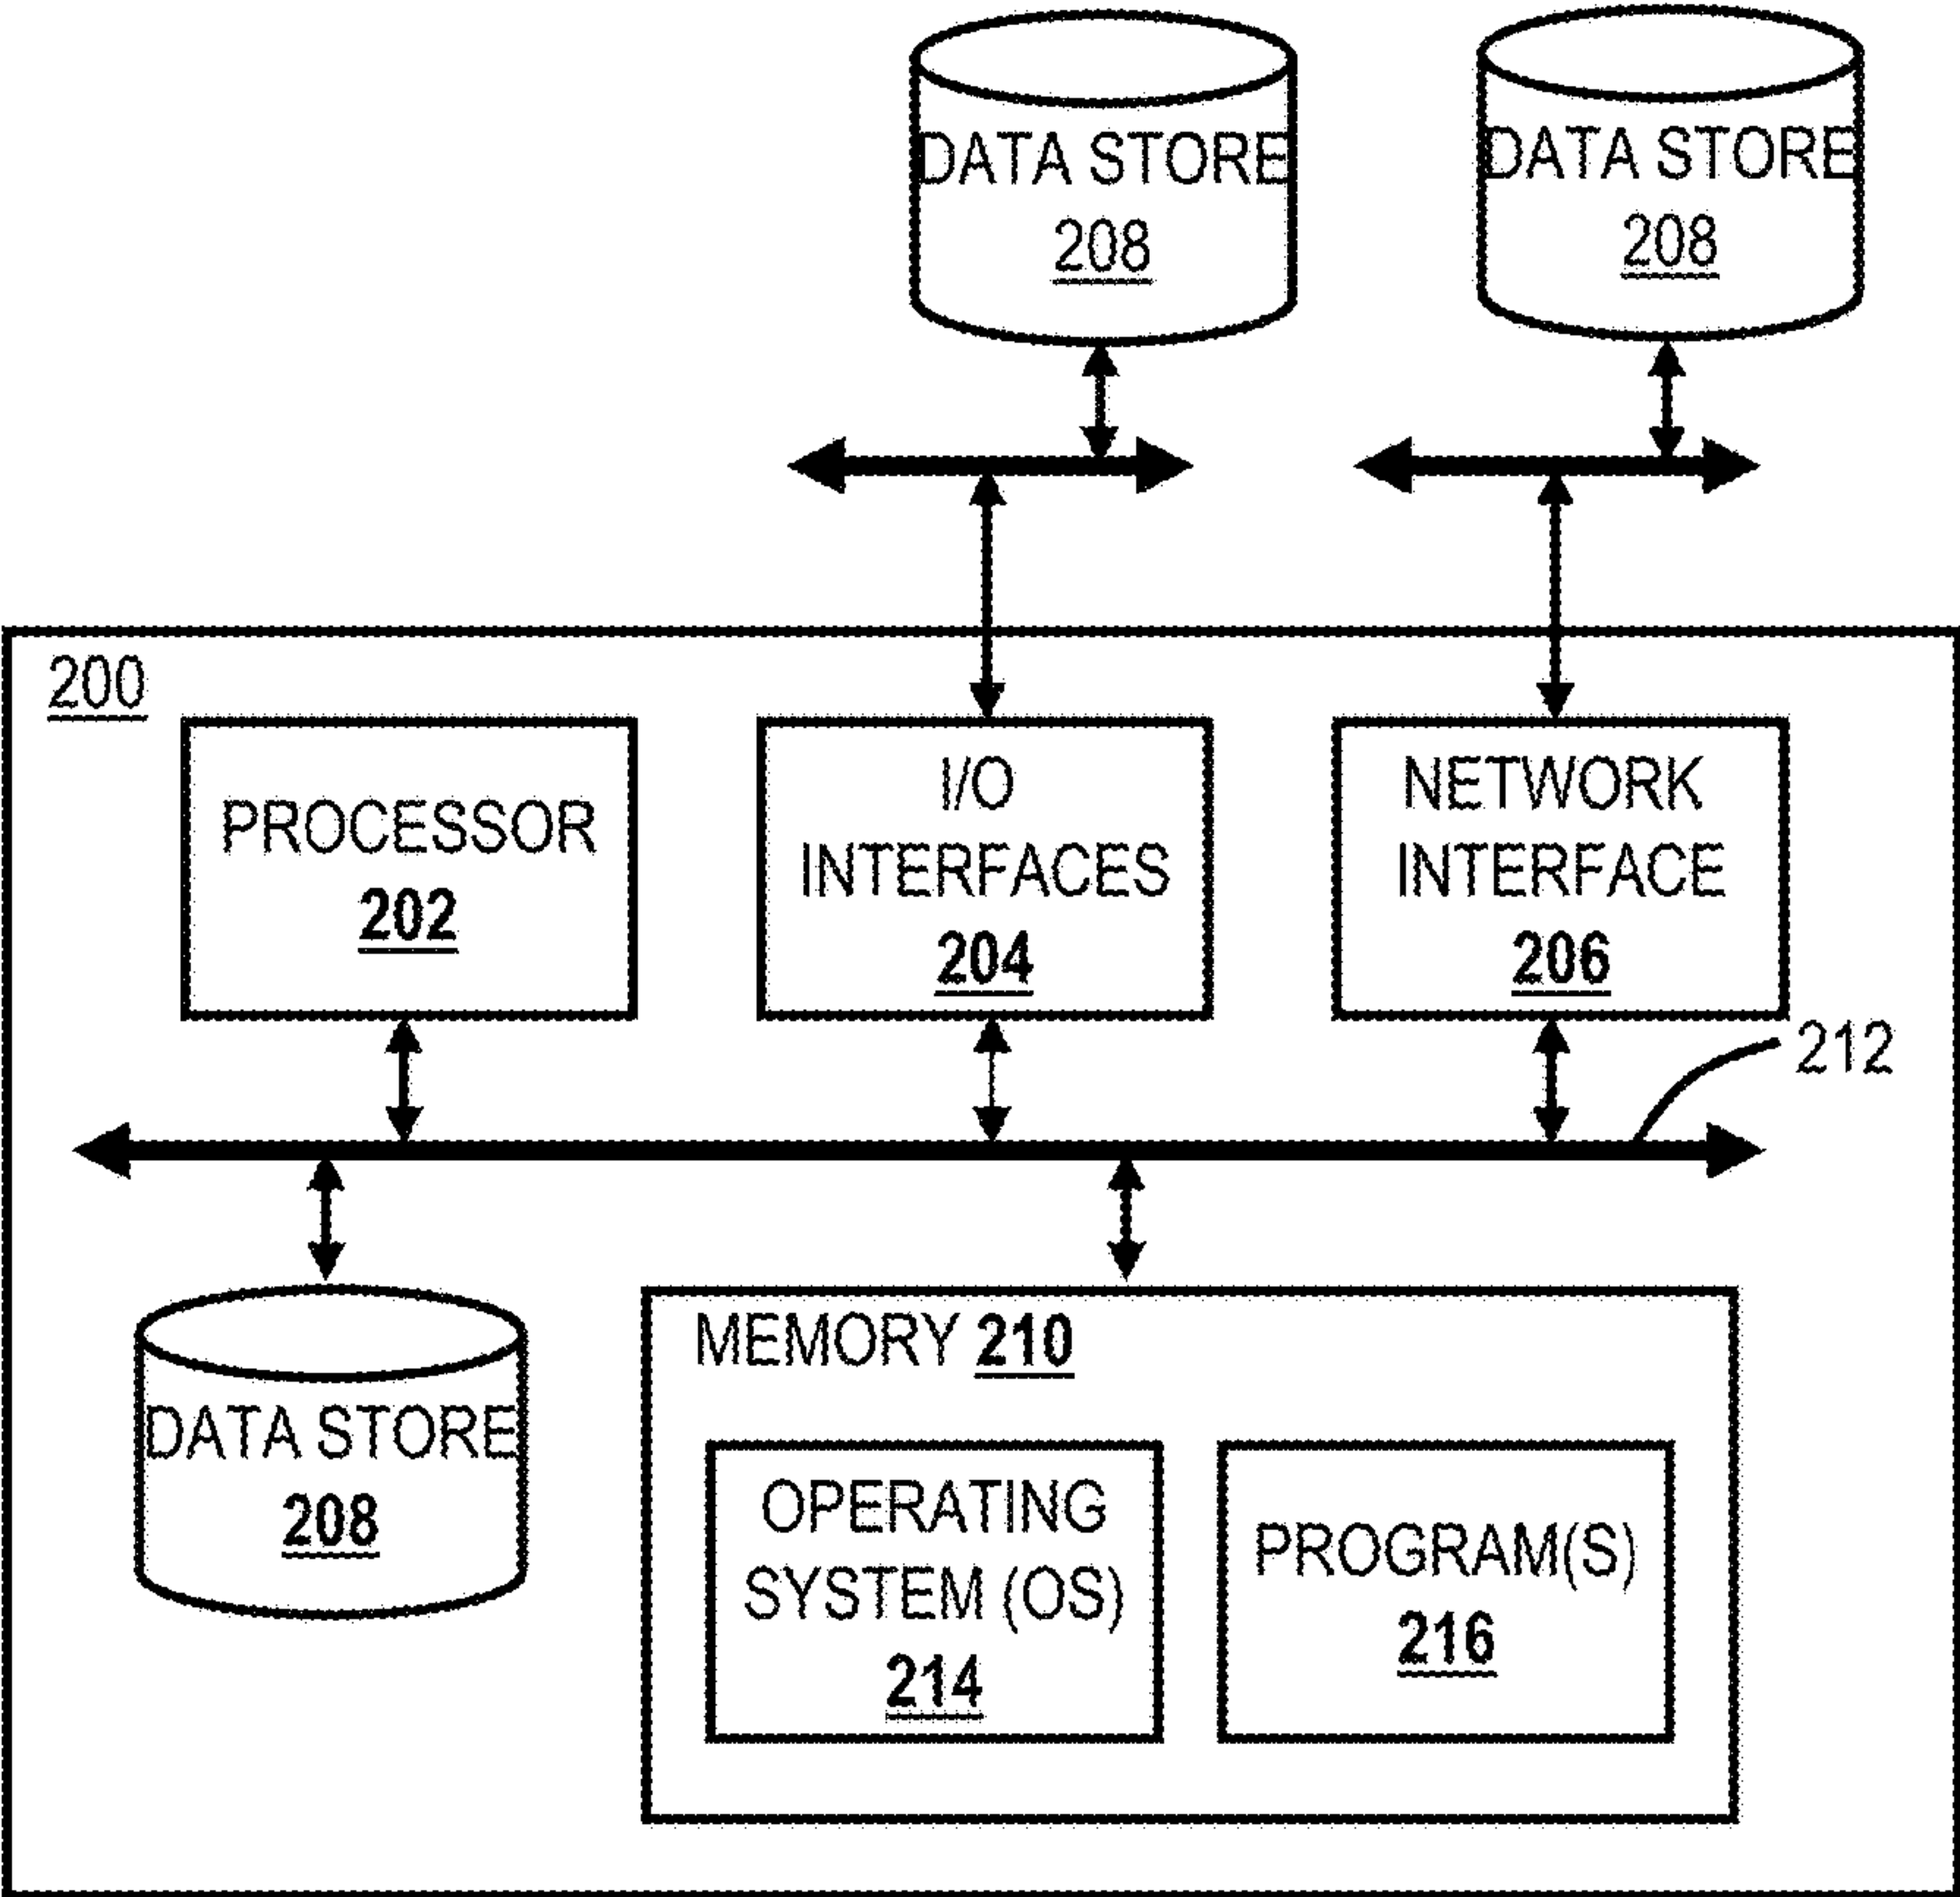 DATA STORE
208
DATA STORE
208
200
PROCESSOR
202
I/O
INTERFACES
204
NETWORK
INTERFACE
206
212
DATA STORE
208
MEMORY 210
OPERATING
SYSTEM (OS)
214
PROGRAM(S)
216